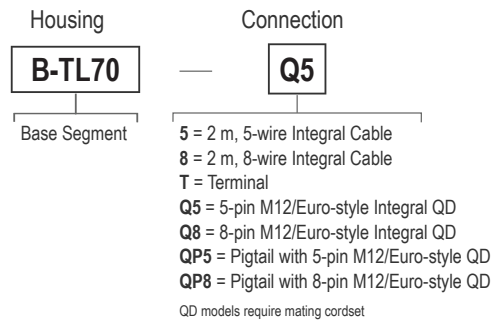 Housing Connection
B-TL70 — Q5
Base Segment
5 = 2 m, 5-wire Integral Cable
8 = 2 m, 8-wire Integral Cable
T = Terminal
Q5 = 5-pin M12/Euro-style Integral QD
Q8 = 8-pin M12/Euro-style Integral QD
QP5 = Pigtail with 5-pin M12/Euro-style QD
QP8 = Pigtail with 8-pin M12/Euro-style QD
QD models require mating cordset